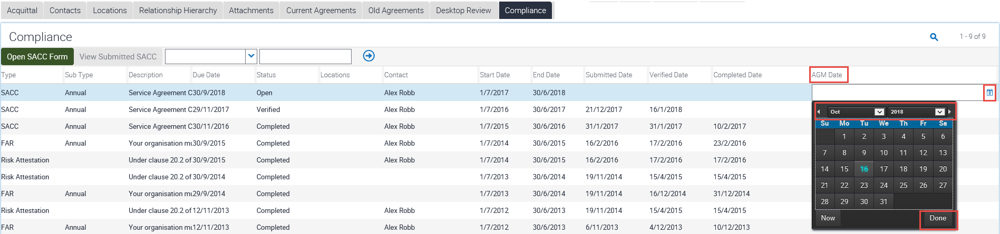 Acquittal Contacts Locations Relationship Hierarchy Attachments Current Agreements Old Agreements Desktop Review Compliance
Compliance 1 - 9 of 9
Open SACC Form View Submitted SACC
Type Sub Type Description Due Date Status Locations Contact Start Date End Date Submitted Date Verified Date Completed Date AGM Date
SACC Annual Service Agreement C 30/9/2018 Open Alex Robb 1/7/2017 30/6/2018 2
SACC Annual Service Agreement C 29/11/2017 Verified Alex Robb 1/7/2016 30/6/2017 21/12/2017 16/1/2018
SACC Annual Service Agreement C 30/11/2016 Completed Alex Robb 1/7/2015 30/6/2016 31/1/2017 31/1/2017 10/2/2017
FAR Annual Your organisation mu 30/9/2015 Completed Alex Robb 1/7/2014 30/6/2015 16/2/2016 17/2/2016 23/2/2016
Risk Attestation Under clause 20.2 of 30/9/2015 Completed Alex Robb 1/7/2014 30/6/2015 16/2/2016 17/2/2016 17/2/2016
Risk Attestation Under clause 20.2 of 30/9/2014 Completed 1/7/2013 30/6/2014 19/11/2014 15/4/2015 15/4/2015
FAR Annual Your organisation mu 29/9/2014 Completed 1/7/2013 30/6/2014 19/11/2014 16/12/2014 31/12/2014
Risk Attestation Under clause 20.2 of 12/11/2013 Completed Alex Robb 1/7/2012 30/6/2013 19/11/2014 15/4/2015 15/4/2015
FAR Annual Your organisation mu 12/11/2013 Completed Alex Robb 1/7/2012 30/6/2013 6/11/2013 4/12/2013 10/12/2013
Oct 2018
Su Mo Tu We Th Fr Sa
1 2 3 4 5 6
7 8 9 10 11 12 13
14 15 16 17 18 19 20
21 22 23 24 25 26 27
28 29 30 31
Now Done